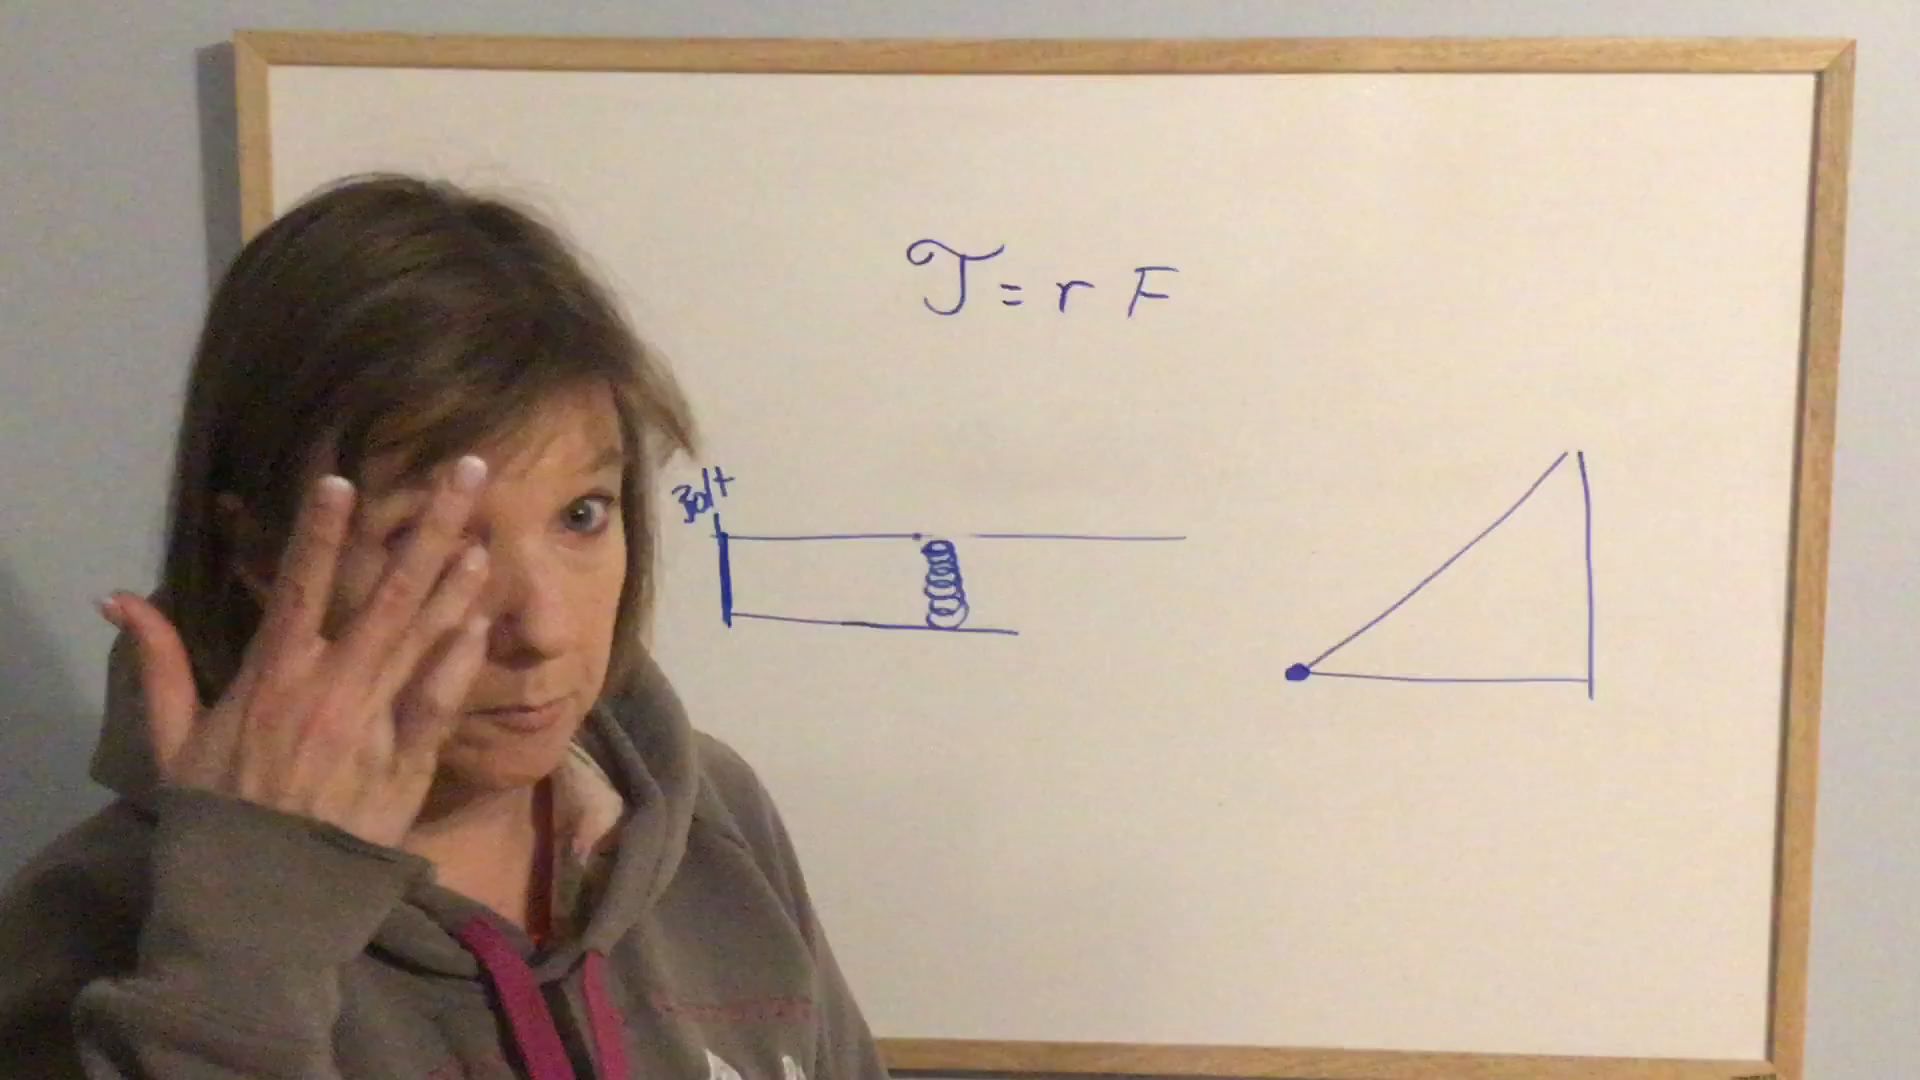 τ = r F
Bolt